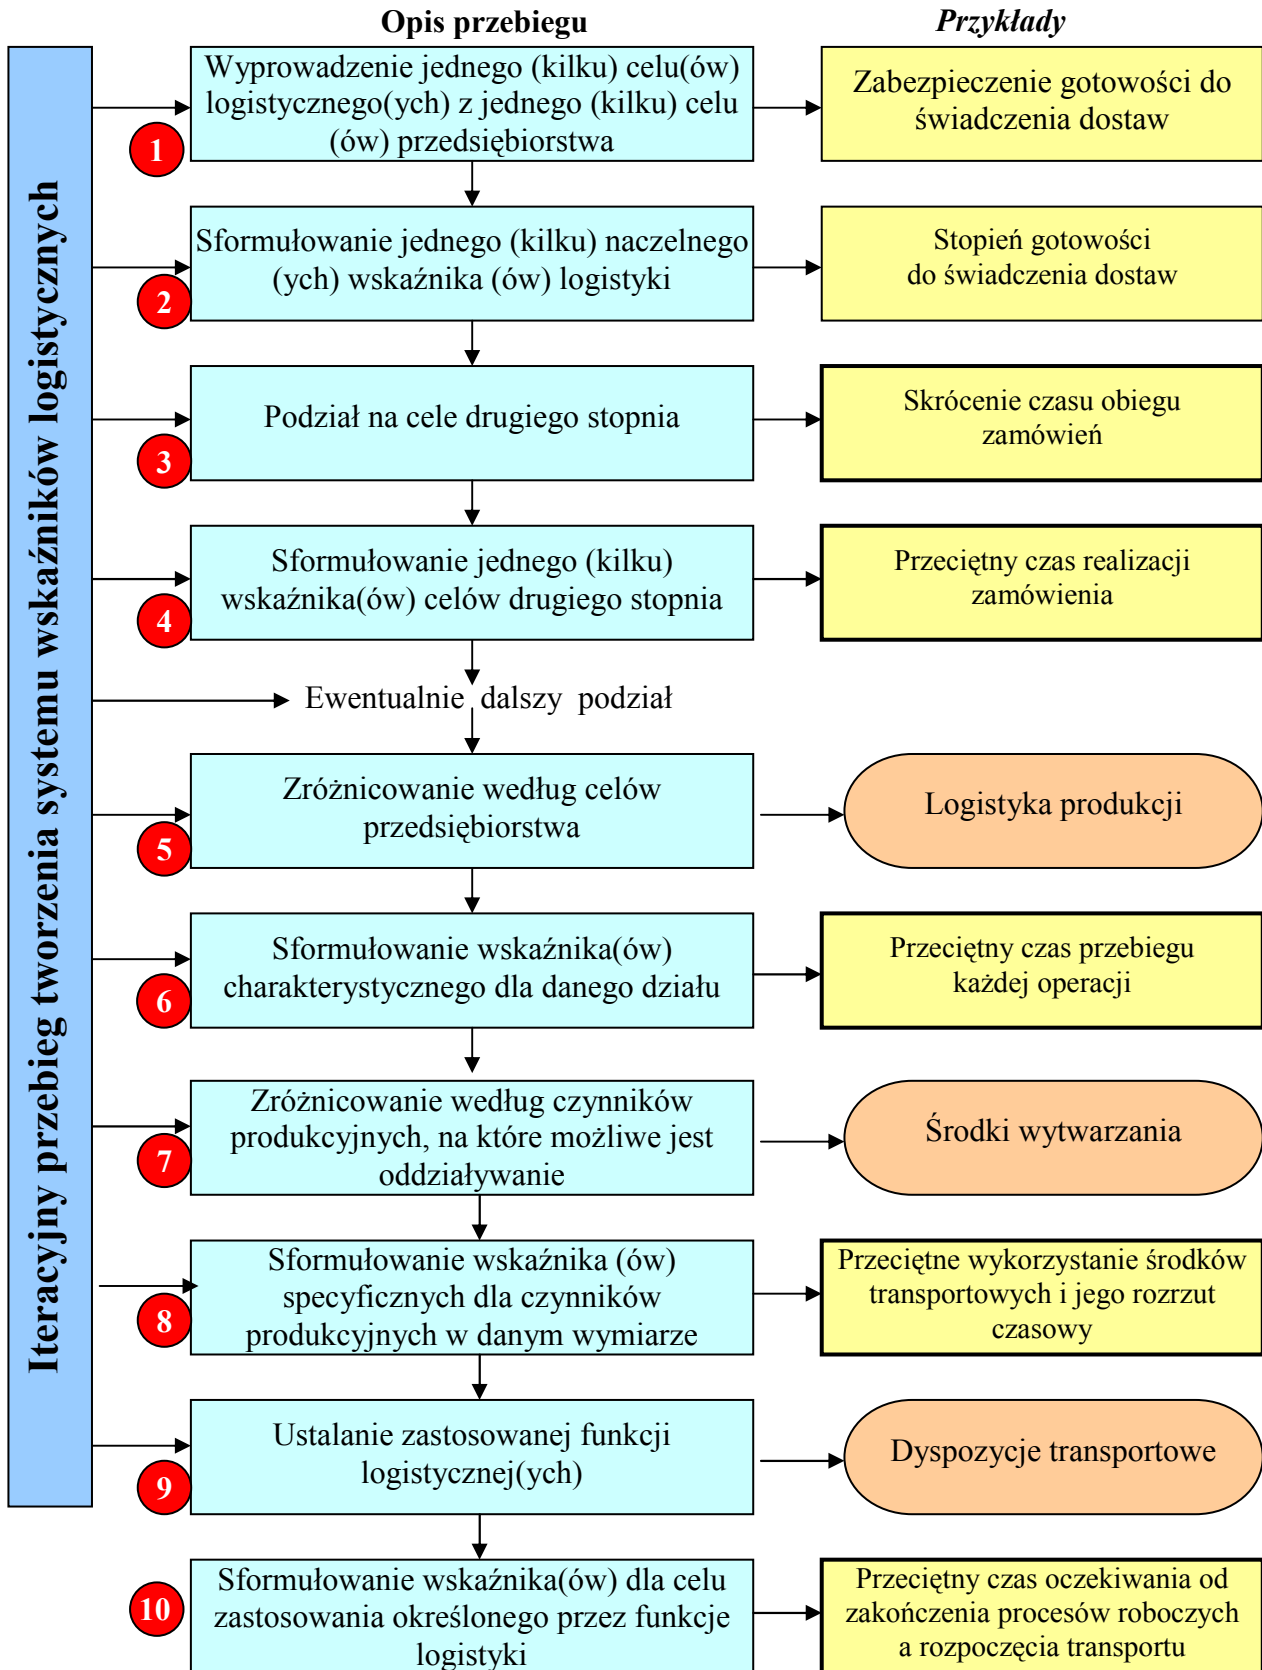 Opis przebiegu
Przykłady
Iteracyjny przebieg tworzenia systemu wskaźników logistycznych
Wyprowadzenie jednego (kilku) celu(ów)
logistycznego(ych) z jednego (kilku) celu
(ów) przedsiębiorstwa
1
Zabezpieczenie gotowości do
świadczenia dostaw
Sformułowanie jednego (kilku) naczelnego
(ych) wskaźnika (ów) logistyki
2
Stopień gotowości
do świadczenia dostaw
Podział na cele drugiego stopnia
3
Skrócenie czasu obiegu
zamówień
Sformułowanie jednego (kilku)
wskaźnika(ów) celów drugiego stopnia
4
Przeciętny czas realizacji
zamówienia
Ewentualnie dalszy podział
Zróżnicowanie według celów
przedsiębiorstwa
5
Logistyka produkcji
Sformułowanie wskaźnika(ów)
charakterystycznego dla danego działu
6
Przeciętny czas przebiegu
każdej operacji
Zróżnicowanie według czynników
produkcyjnych, na które możliwe jest
oddziaływanie
7
Środki wytwarzania
Sformułowanie wskaźnika (ów)
specyficznych dla czynników
produkcyjnych w danym wymiarze
8
Przeciętne wykorzystanie środków
transportowych i jego rozrzut
czasowy
Ustalanie zastosowanej funkcji
logistycznej(ych)
9
Dyspozycje transportowe
Sformułowanie wskaźnika(ów) dla celu
zastosowania określonego przez funkcje
logistyki
10
Przeciętny czas oczekiwania od
zakończenia procesów roboczych
a rozpoczęcia transportu